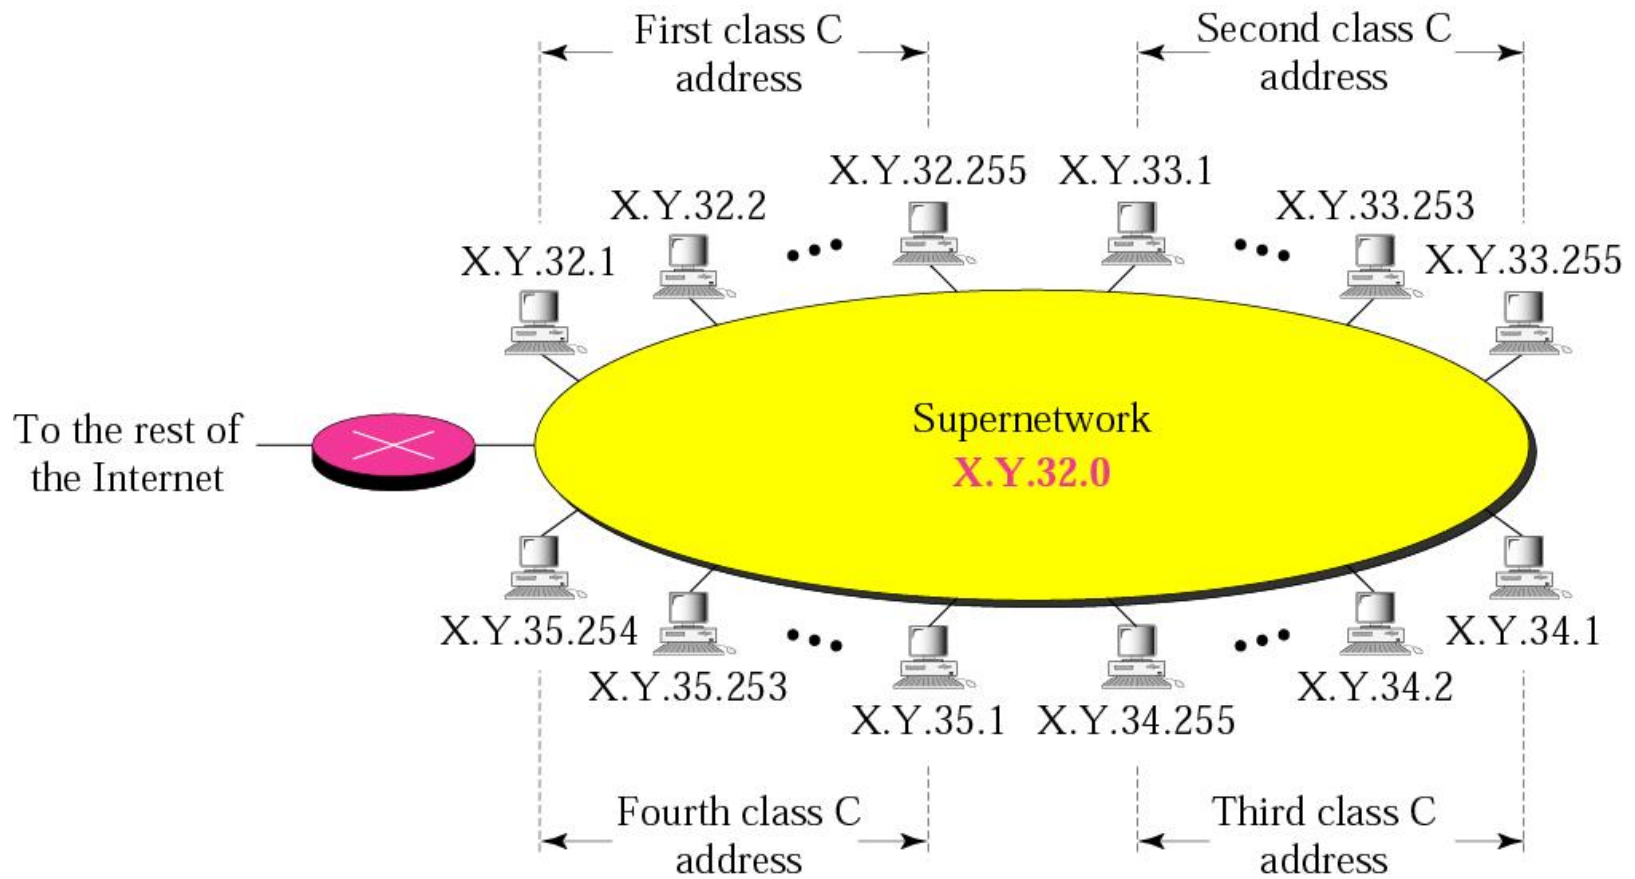 First class C
address
Second class C
address
X.Y.32.255
X.Y.33.1
X.Y.32.2
X.Y.33.253
X.Y.32.1
X.Y.33.255
To the rest of
the Internet
Supernetwork
X.Y.32.0
X.Y.35.254
X.Y.34.1
X.Y.35.253
X.Y.34.2
X.Y.35.1
X.Y.34.255
Fourth class C
address
Third class C
address